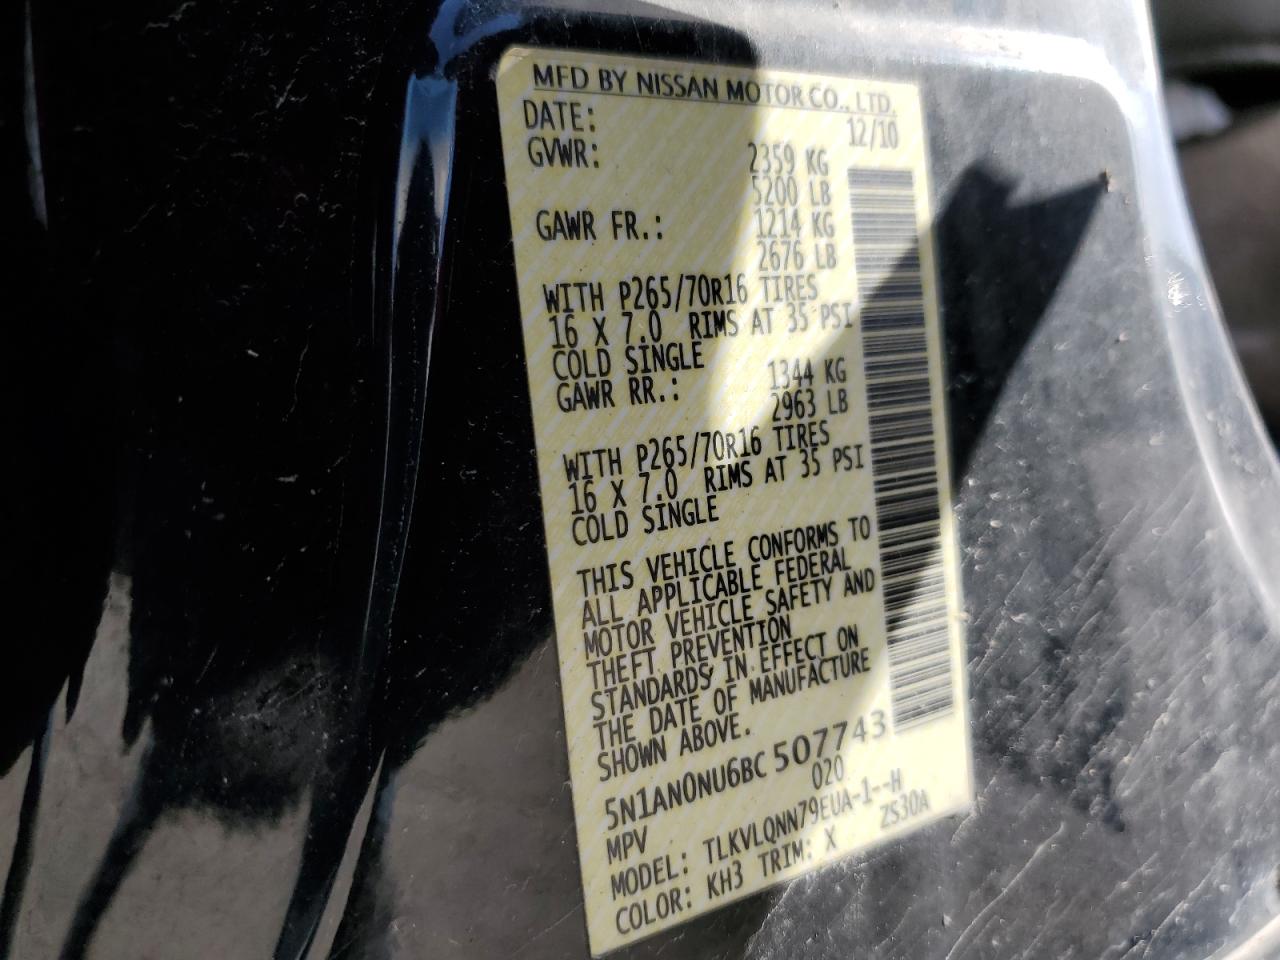 MFD BY NISSAN MOTOR CO., LTD.
DATE: 12/10
GVWR: 2359 KG
5200 LB
GAWR FR.: 1214 KG
2676 LB
WITH P265/70R16 TIRES
16 X 7.0 RIMS AT 35 PSI
COLD SINGLE
GAWR RR.: 1344 KG
2963 LB
WITH P265/70R16 TIRES
16 X 7.0 RIMS AT 35 PSI
COLD SINGLE
THIS VEHICLE CONFORMS TO
ALL APPLICABLE FEDERAL
MOTOR VEHICLE SAFETY AND
THEFT PREVENTION
STANDARDS IN EFFECT ON
THE DATE OF MANUFACTURE
SHOWN ABOVE.
5N1AN0NU6BC507743
MPV 020
MODEL: TLKVLQNN79EUA-1--H
COLOR: KH3 TRIM: X ZS30A